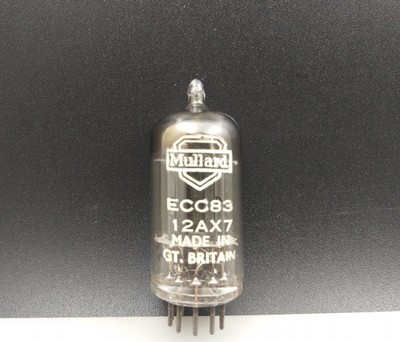 Mullard
ECC83
12AX7
MADE IN
GT. BRITAIN